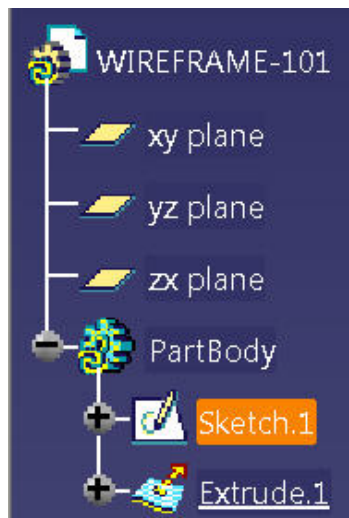 WIREFRAME-101
xy plane
yz plane
zx plane
PartBody
Sketch.1
Extrude.1